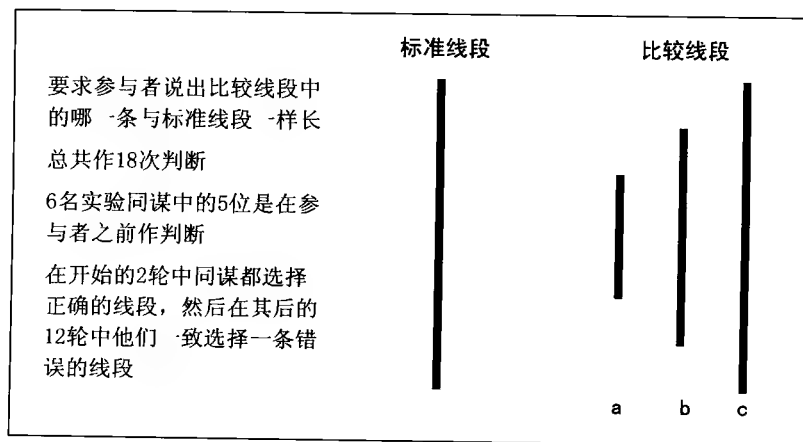 标准线段
比较线段
要求参与者说出比较线段中
的哪一条与标准线段一样长
总共作18次判断
6名实验同谋中的5位是在参
与者之前作判断
在开始的2轮中同谋都选择
正确的线段，然后在其后的
12轮中他们一致选择一条错
误的线段
a
b
c